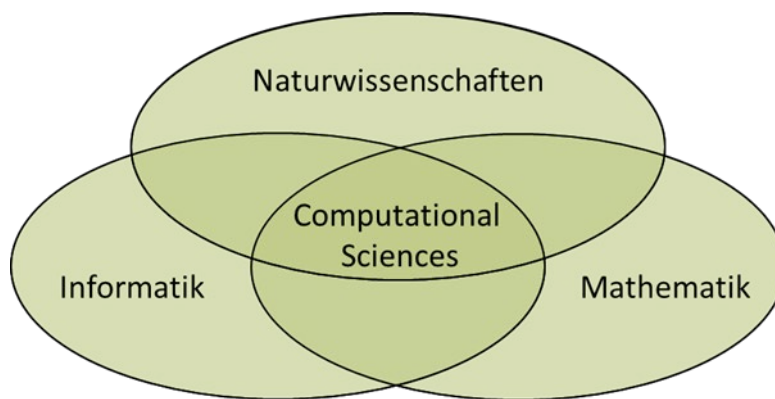 Naturwissenschaften
Computational
Sciences
Informatik
Mathematik